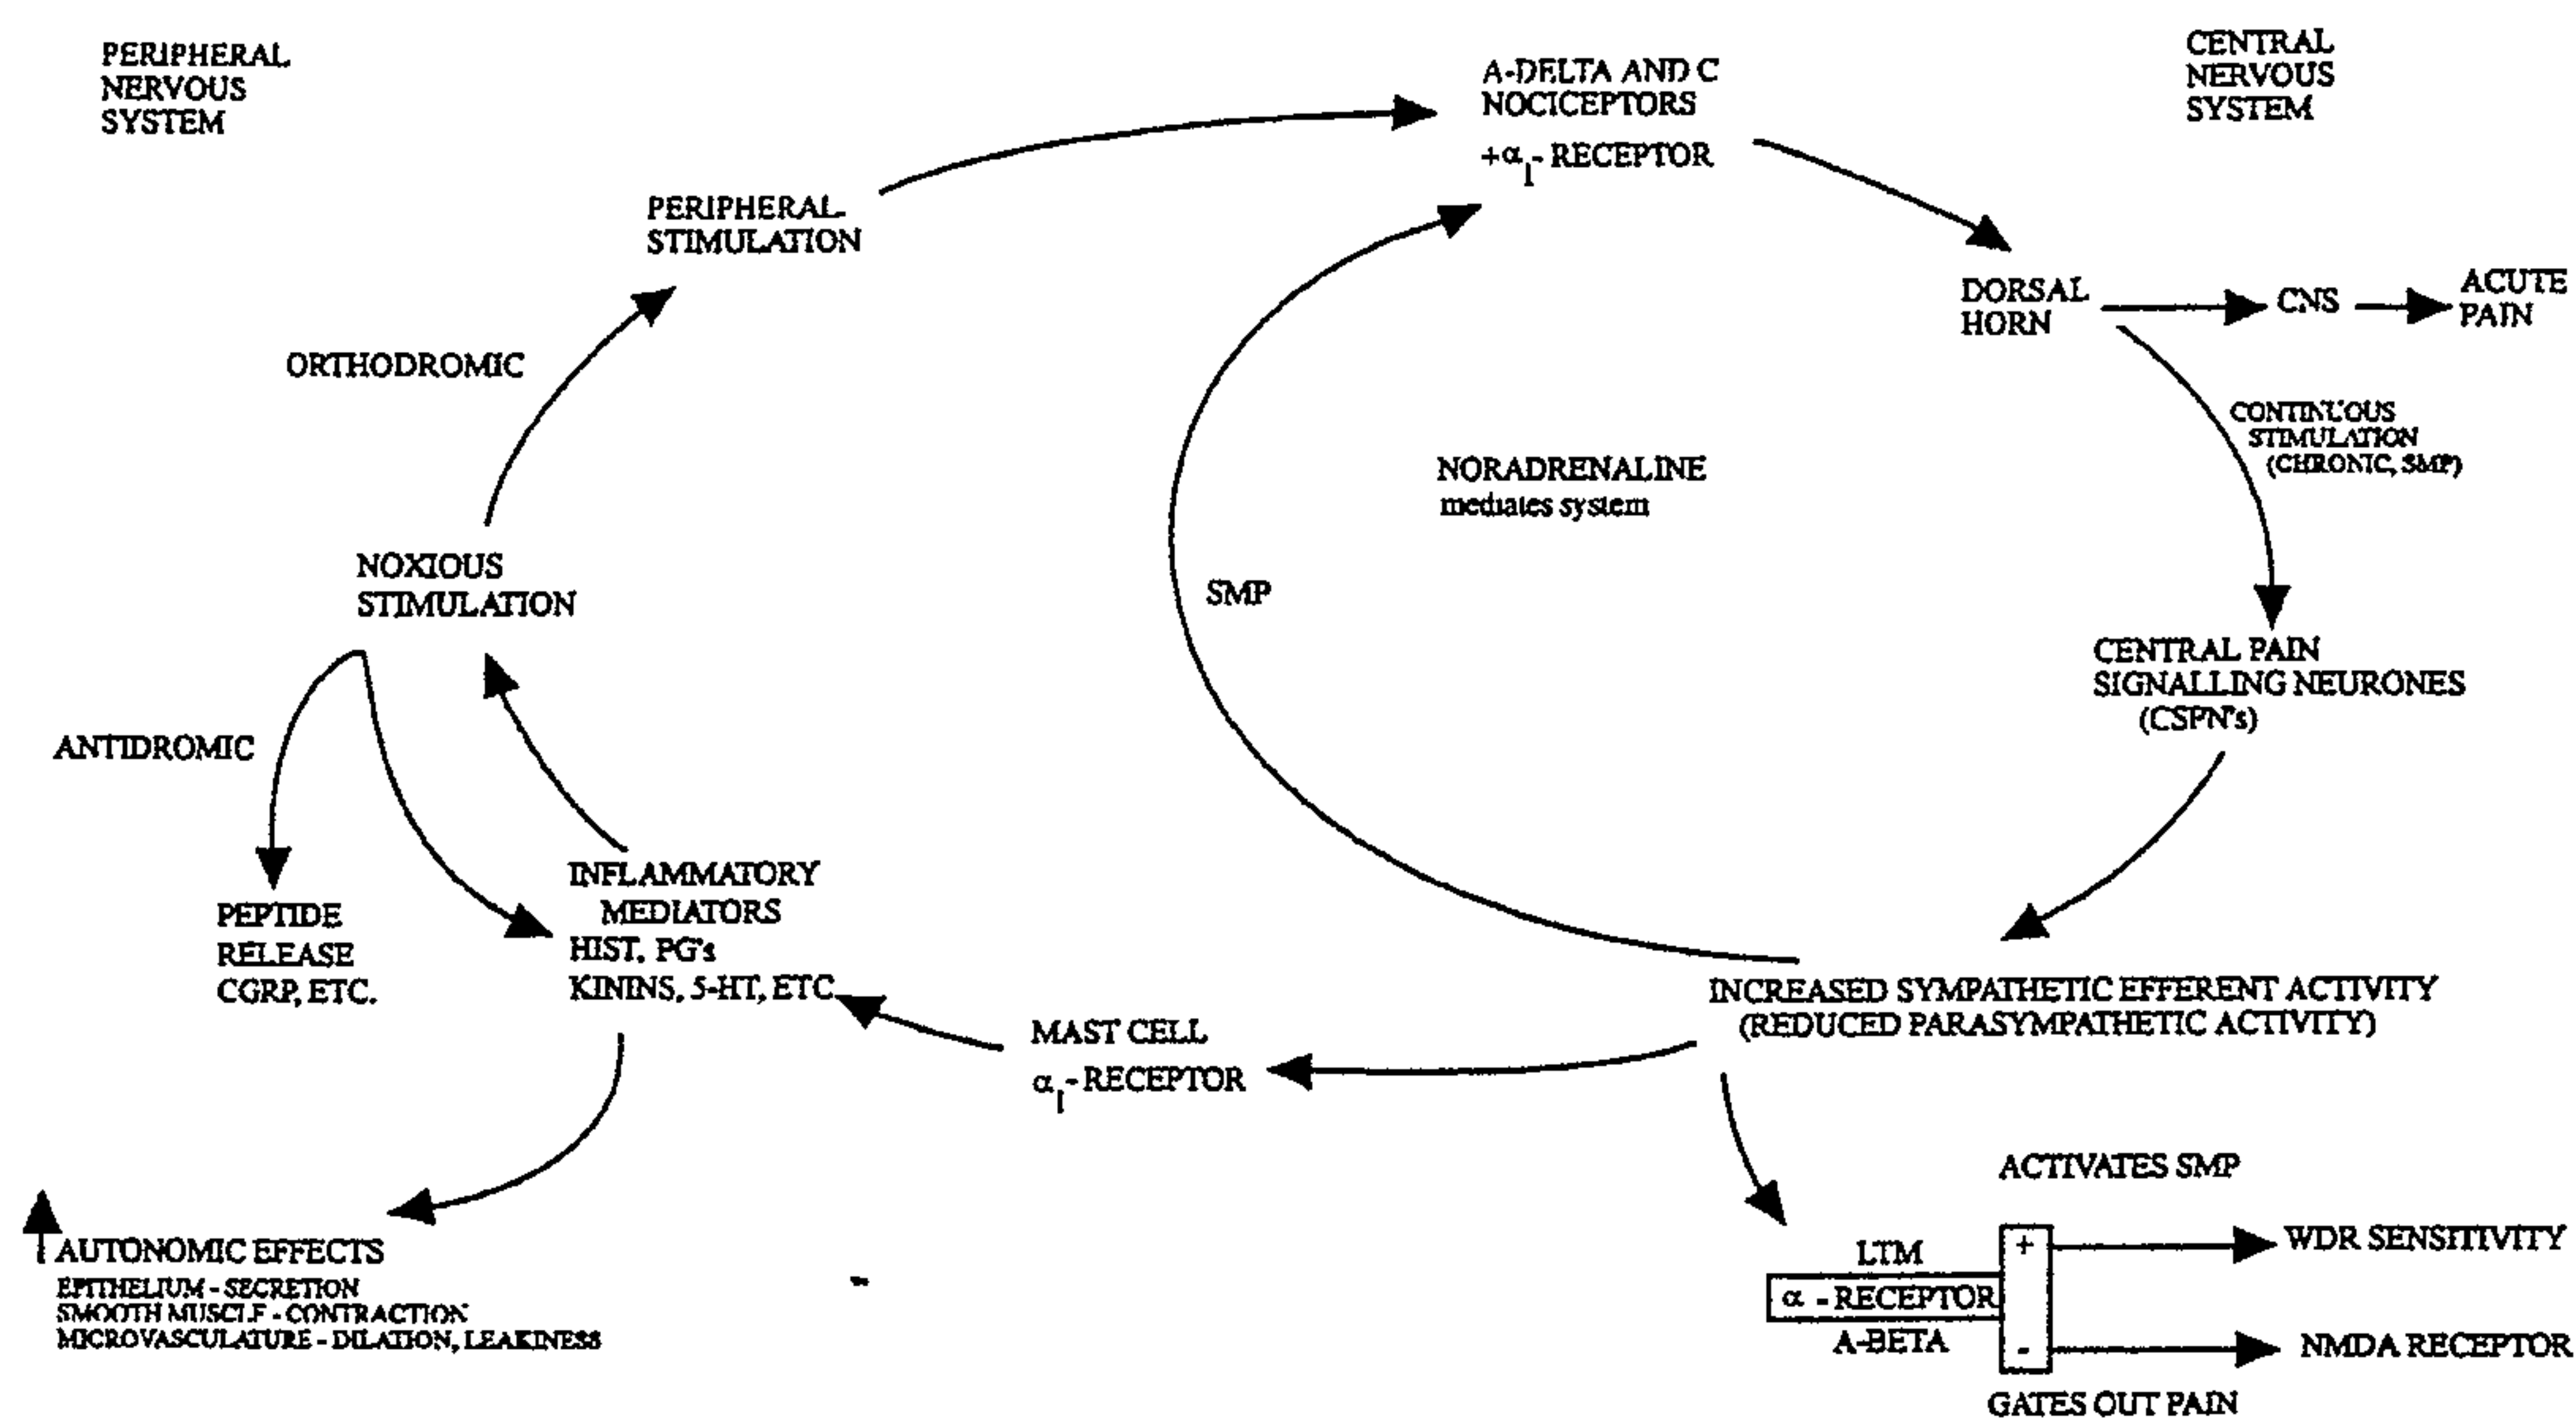 PERIPHERAL
NERVOUS
SYSTEM
A-DELTA AND C
NOCICEPTORS
+α1- RECEPTOR
CENTRAL
NERVOUS
SYSTEM
PERIPHERAL-
STIMULATION
DORSAL
HORN
CNS
ACUTE
PAIN
ORTHODROMIC
CONTINUOUS
STIMULATION
(CHRONIC, SMP)
NORADRENALINE
mediates system
SMP
NOXIOUS
STIMULATION
CENTRAL PAIN
SIGNALLING NEURONES
(CSPN's)
ANTIDROMIC
PEPTIDE
RELEASE
CGRP, ETC.
INFLAMMATORY
MEDIATORS
HIST, PG's
KININS, 5-HT, ETC
MAST CELL
α1- RECEPTOR
INCREASED SYMPATHETIC EFFERENT ACTIVITY
(REDUCED PARASYMPATHETIC ACTIVITY)
AUTONOMIC EFFECTS
EPITHELIUM - SECRETION
SMOOTH MUSCLE - CONTRACTION
MICROVASCULATURE - DILATION, LEAKINESS
ACTIVATES SMP
LTM
α - RECEPTOR
A-BETA
+
-
WDR SENSITIVITY
NMDA RECEPTOR
GATES OUT PAIN